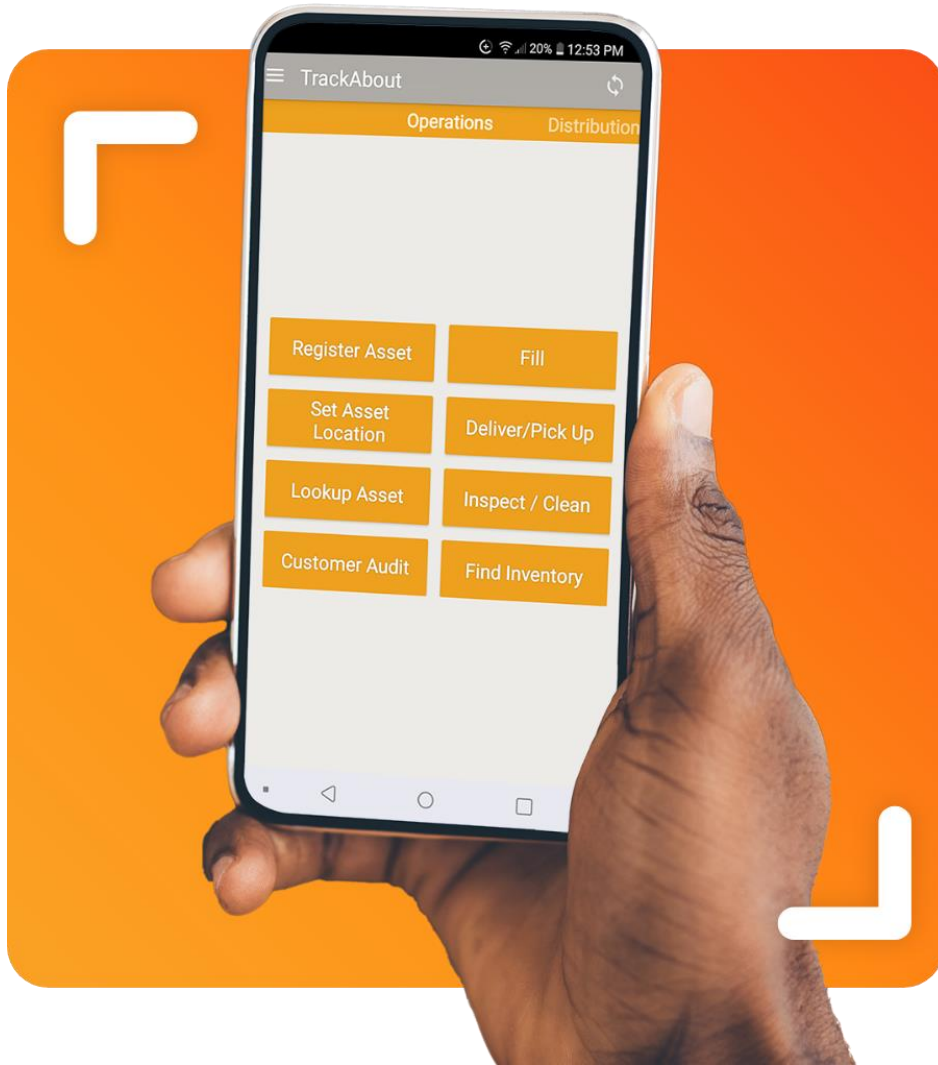 20% 12:53 PM
TrackAbout
Operations Distribution
Register Asset
Fill
Set Asset
Location
Deliver/Pick Up
Lookup Asset
Inspect / Clean
Customer Audit
Find Inventory